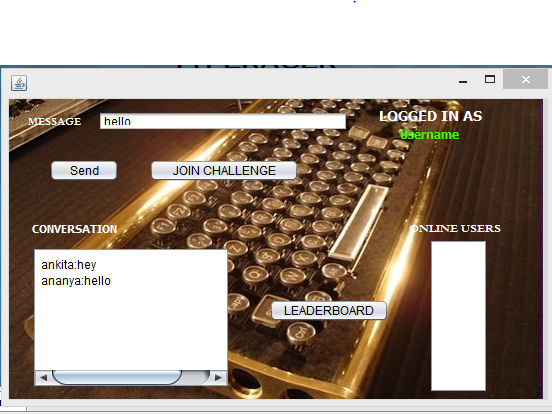 MESSAGE
hello
LOGGED IN AS
Username
Send
JOIN CHALLENGE
CONVERSATION
ONLINE USERS
ankita:hey
ananya:hello
LEADERBOARD